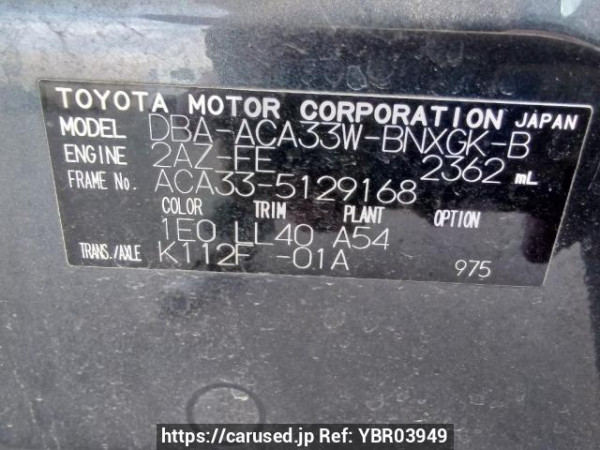 TOYOTA MOTOR CORPORATION JAPAN
MODEL DBA-ACA33W-BNXGK-B
ENGINE 2AZ-FE 2362 mL
FRAME No. ACA33-5129168
COLOR TRIM PLANT OPTION
1E0 LL40 A54
TRANS./AXLE K112F -01A 975
https://carused.jp Ref: YBR03949